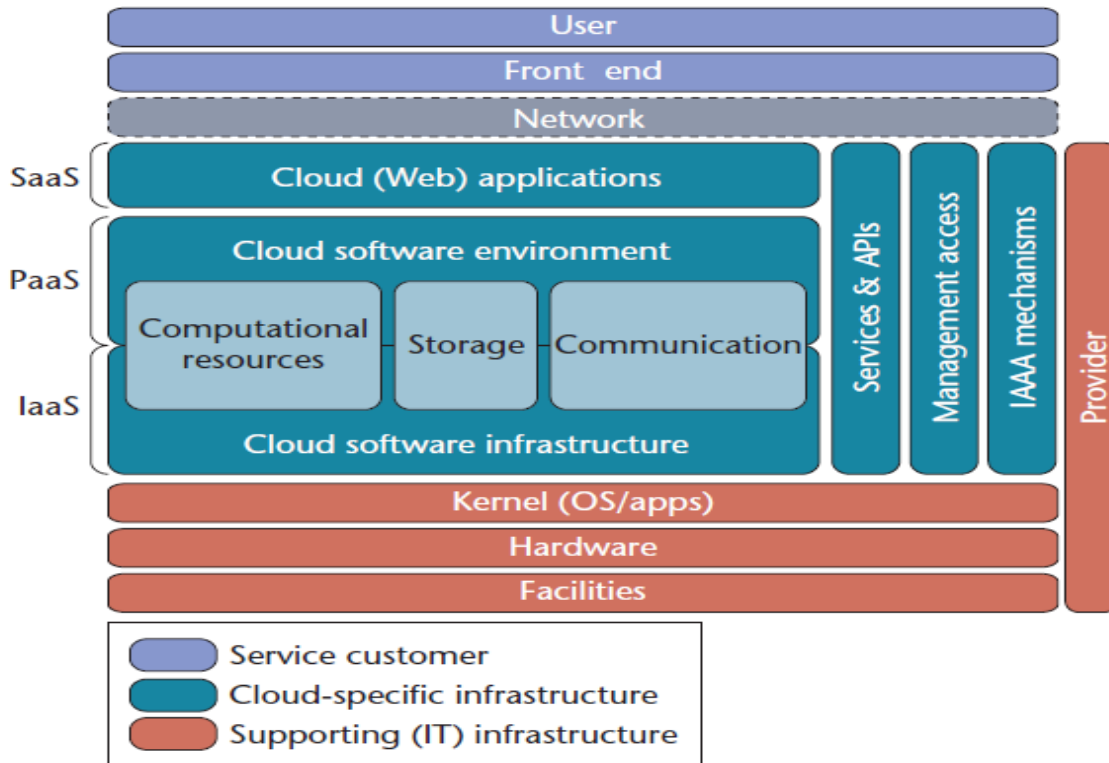 User
Front end
Network
SaaS
Cloud (Web) applications
PaaS
Cloud software environment
Computational
resources
Storage
Communication
IaaS
Cloud software infrastructure
Services & APIs
Management access
IAAA mechanisms
Provider
Kernel (OS/apps)
Hardware
Facilities
Service customer
Cloud-specific infrastructure
Supporting (IT) infrastructure